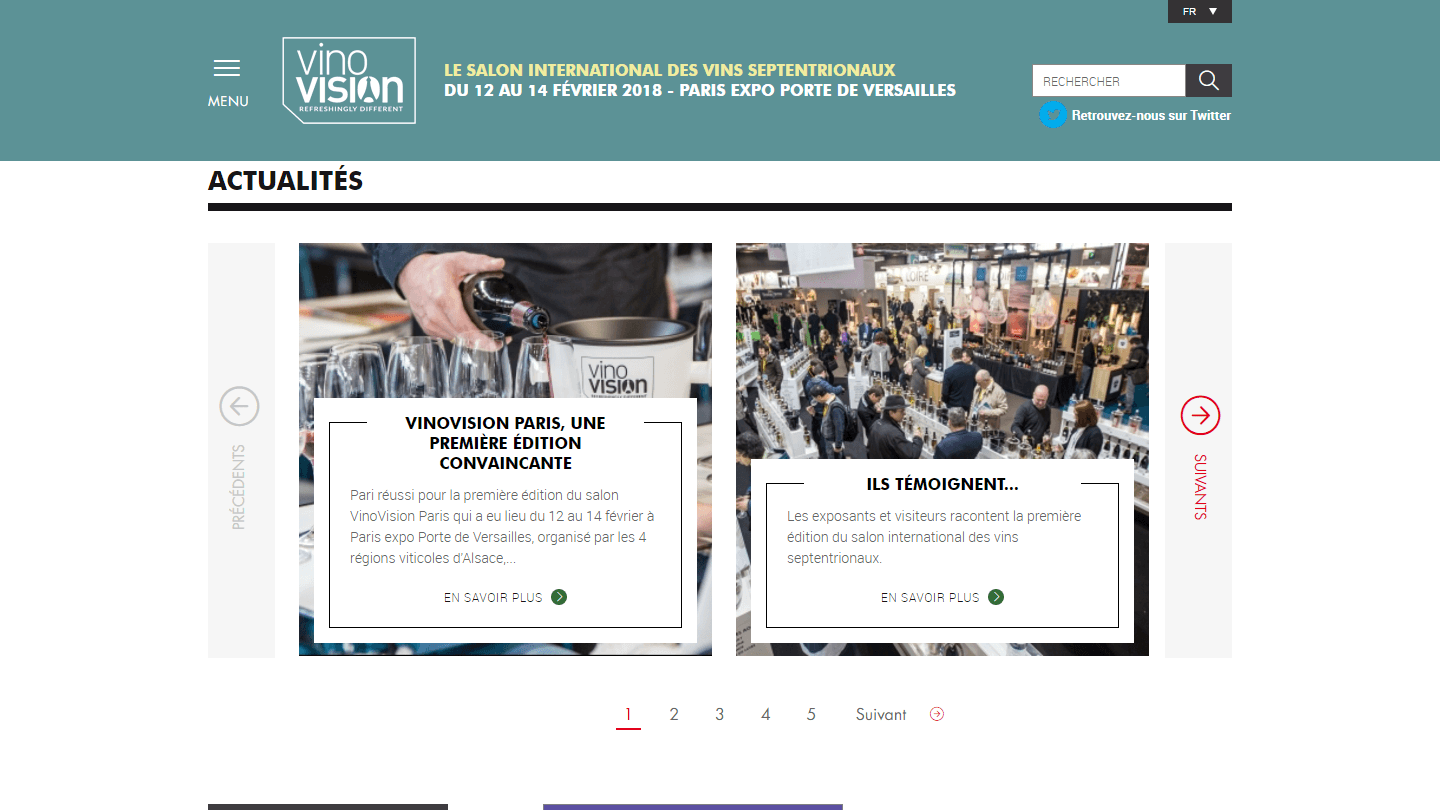 FR
MENU
vino
VISION
REFRESHINGLY DIFFERENT
LE SALON INTERNATIONAL DES VINS SEPTENTRIONAUX
DU 12 AU 14 FÉVRIER 2018 - PARIS EXPO PORTE DE VERSAILLES
RECHERCHER
Retrouvez-nous sur Twitter
ACTUALITÉS
PRÉCÉDENTS
vino
VISION
REFRESHINGLY DIFFERENT
VINOVISION PARIS, UNE
PREMIÈRE ÉDITION
CONVAINCANTE
Pari réussi pour la première édition du salon
VinoVision Paris qui a eu lieu du 12 au 14 février à
Paris expo Porte de Versailles, organisé par les 4
régions viticoles d'Alsace,...
EN SAVOIR PLUS
LOIRE
LOIRE
ILS TÉMOIGNENT...
Les exposants et visiteurs racontent la première
édition du salon international des vins
septentrionaux.
EN SAVOIR PLUS
SUIVANTS
1 2 3 4 5 Suivant